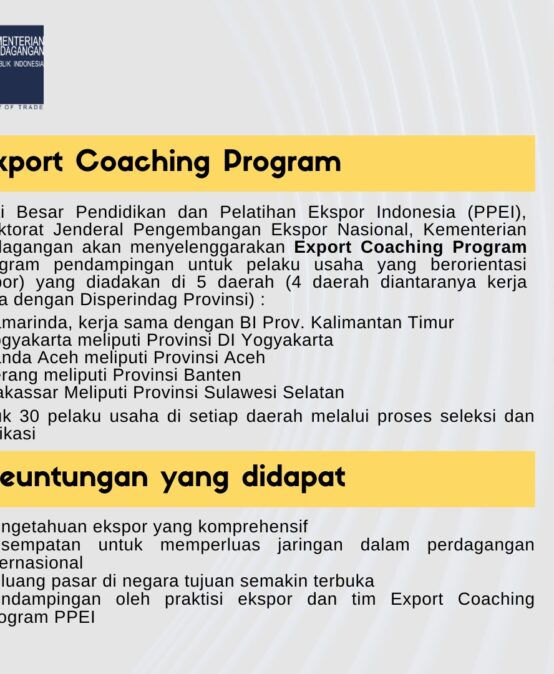 MENTERIAN
DAGANGAN
BLIK INDONESIA
OF TRADE
xport Coaching Program
i Besar Pendidikan dan Pelatihan Ekspor Indonesia (PPEI),
ktorat Jenderal Pengembangan Ekspor Nasional, Kementerian
dagangan akan menyelenggarakan Export Coaching Program
gram pendampingan untuk pelaku usaha yang berorientasi
por) yang diadakan di 5 daerah (4 daerah diantaranya kerja
a dengan Disperindag Provinsi) :
amarinda, kerja sama dengan BI Prov. Kalimantan Timur
ogyakarta meliputi Provinsi DI Yogyakarta
anda Aceh meliputi Provinsi Aceh
erang meliputi Provinsi Banten
akassar Meliputi Provinsi Sulawesi Selatan
uk 30 pelaku usaha di setiap daerah melalui proses seleksi dan
ikasi
euntungan yang didapat
ngetahuan ekspor yang komprehensif
sempatan untuk memperluas jaringan dalam perdagangan
ternasional
luang pasar di negara tujuan semakin terbuka
ndampingan oleh praktisi ekspor dan tim Export Coaching
ogram PPEI